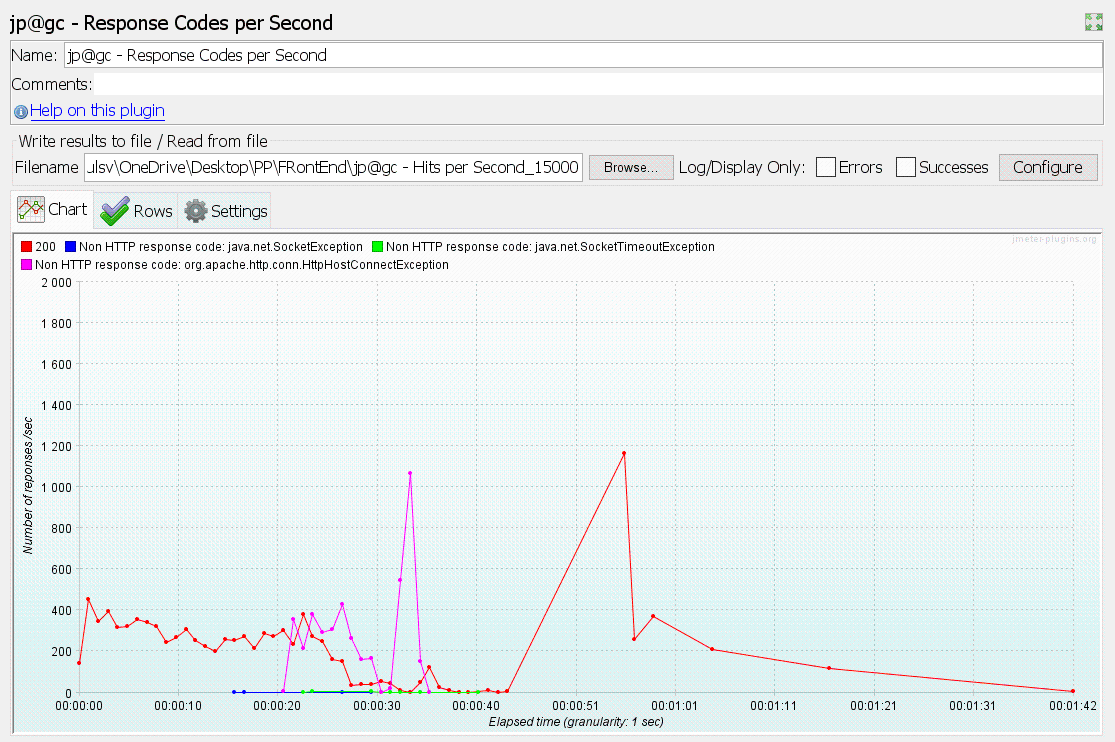 jp@gc - Response Codes per Second
Name: jp@gc - Response Codes per Second
Comments:
Help on this plugin
Write results to file / Read from file
Filename ulsv\OneDrive\Desktop\PP\FRontEnd\jp@gc - Hits per Second_15000 Browse... Log/Display Only: Errors Successes Configure
Chart Rows Settings
jmeter-plugins.org
200 Non HTTP response code: java.net.SocketException Non HTTP response code: java.net.SocketTimeoutException
Non HTTP response code: org.apache.http.conn.HttpHostConnectException
2 000
1 800
1 600
1 400
1 200
1 000
800
600
400
200
0
Number of reponses /sec
00:00:00 00:00:10 00:00:20 00:00:30 00:00:40 00:00:51 00:01:01 00:01:11 00:01:21 00:01:31 00:01:42
Elapsed time (granularity: 1 sec)